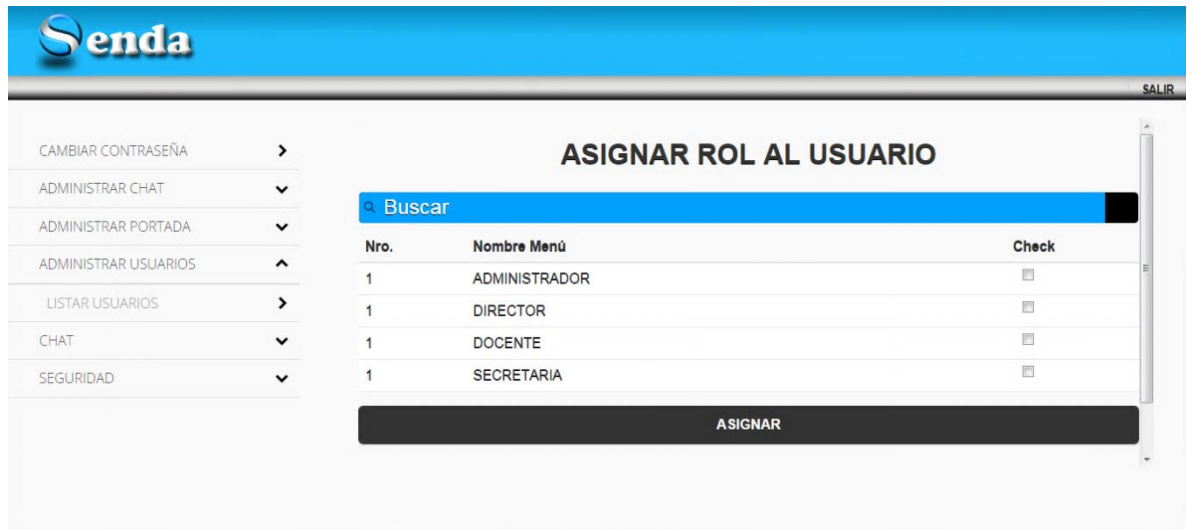 Senda
SALIR
CAMBIAR CONTRASEÑA
ADMINISTRAR CHAT
ADMINISTRAR PORTADA
ADMINISTRAR USUARIOS
LISTAR USUARIOS
CHAT
SEGURIDAD
ASIGNAR ROL AL USUARIO
Buscar
Nro. Nombre Menú Check
1 ADMINISTRADOR
1 DIRECTOR
1 DOCENTE
1 SECRETARIA
ASIGNAR